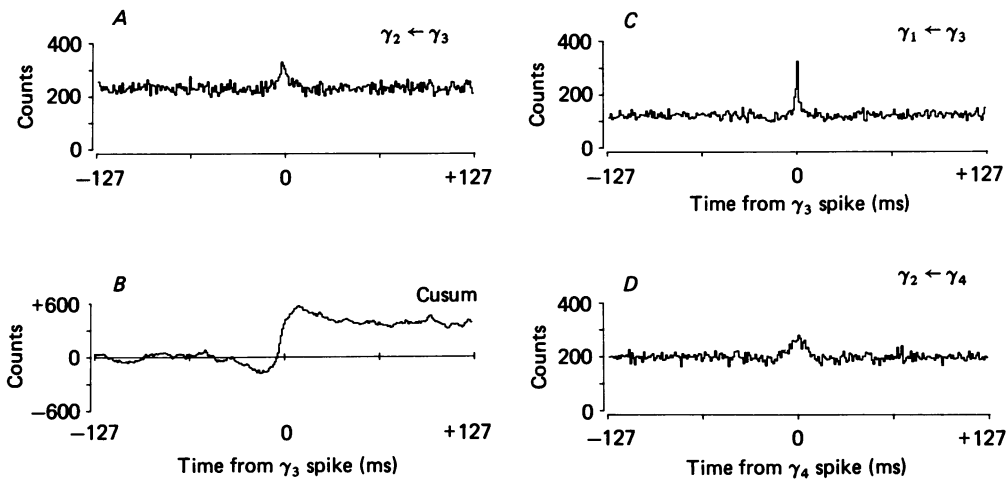 A
γ₂ ← γ₃
400
200
0
Counts
−127
0
+127
B
Cusum
+600
0
−600
Counts
−127
0
+127
Time from γ₃ spike (ms)
C
γ₁ ← γ₃
400
200
0
Counts
−127
0
+127
Time from γ₃ spike (ms)
D
γ₂ ← γ₄
400
200
0
Counts
−127
0
+127
Time from γ₄ spike (ms)